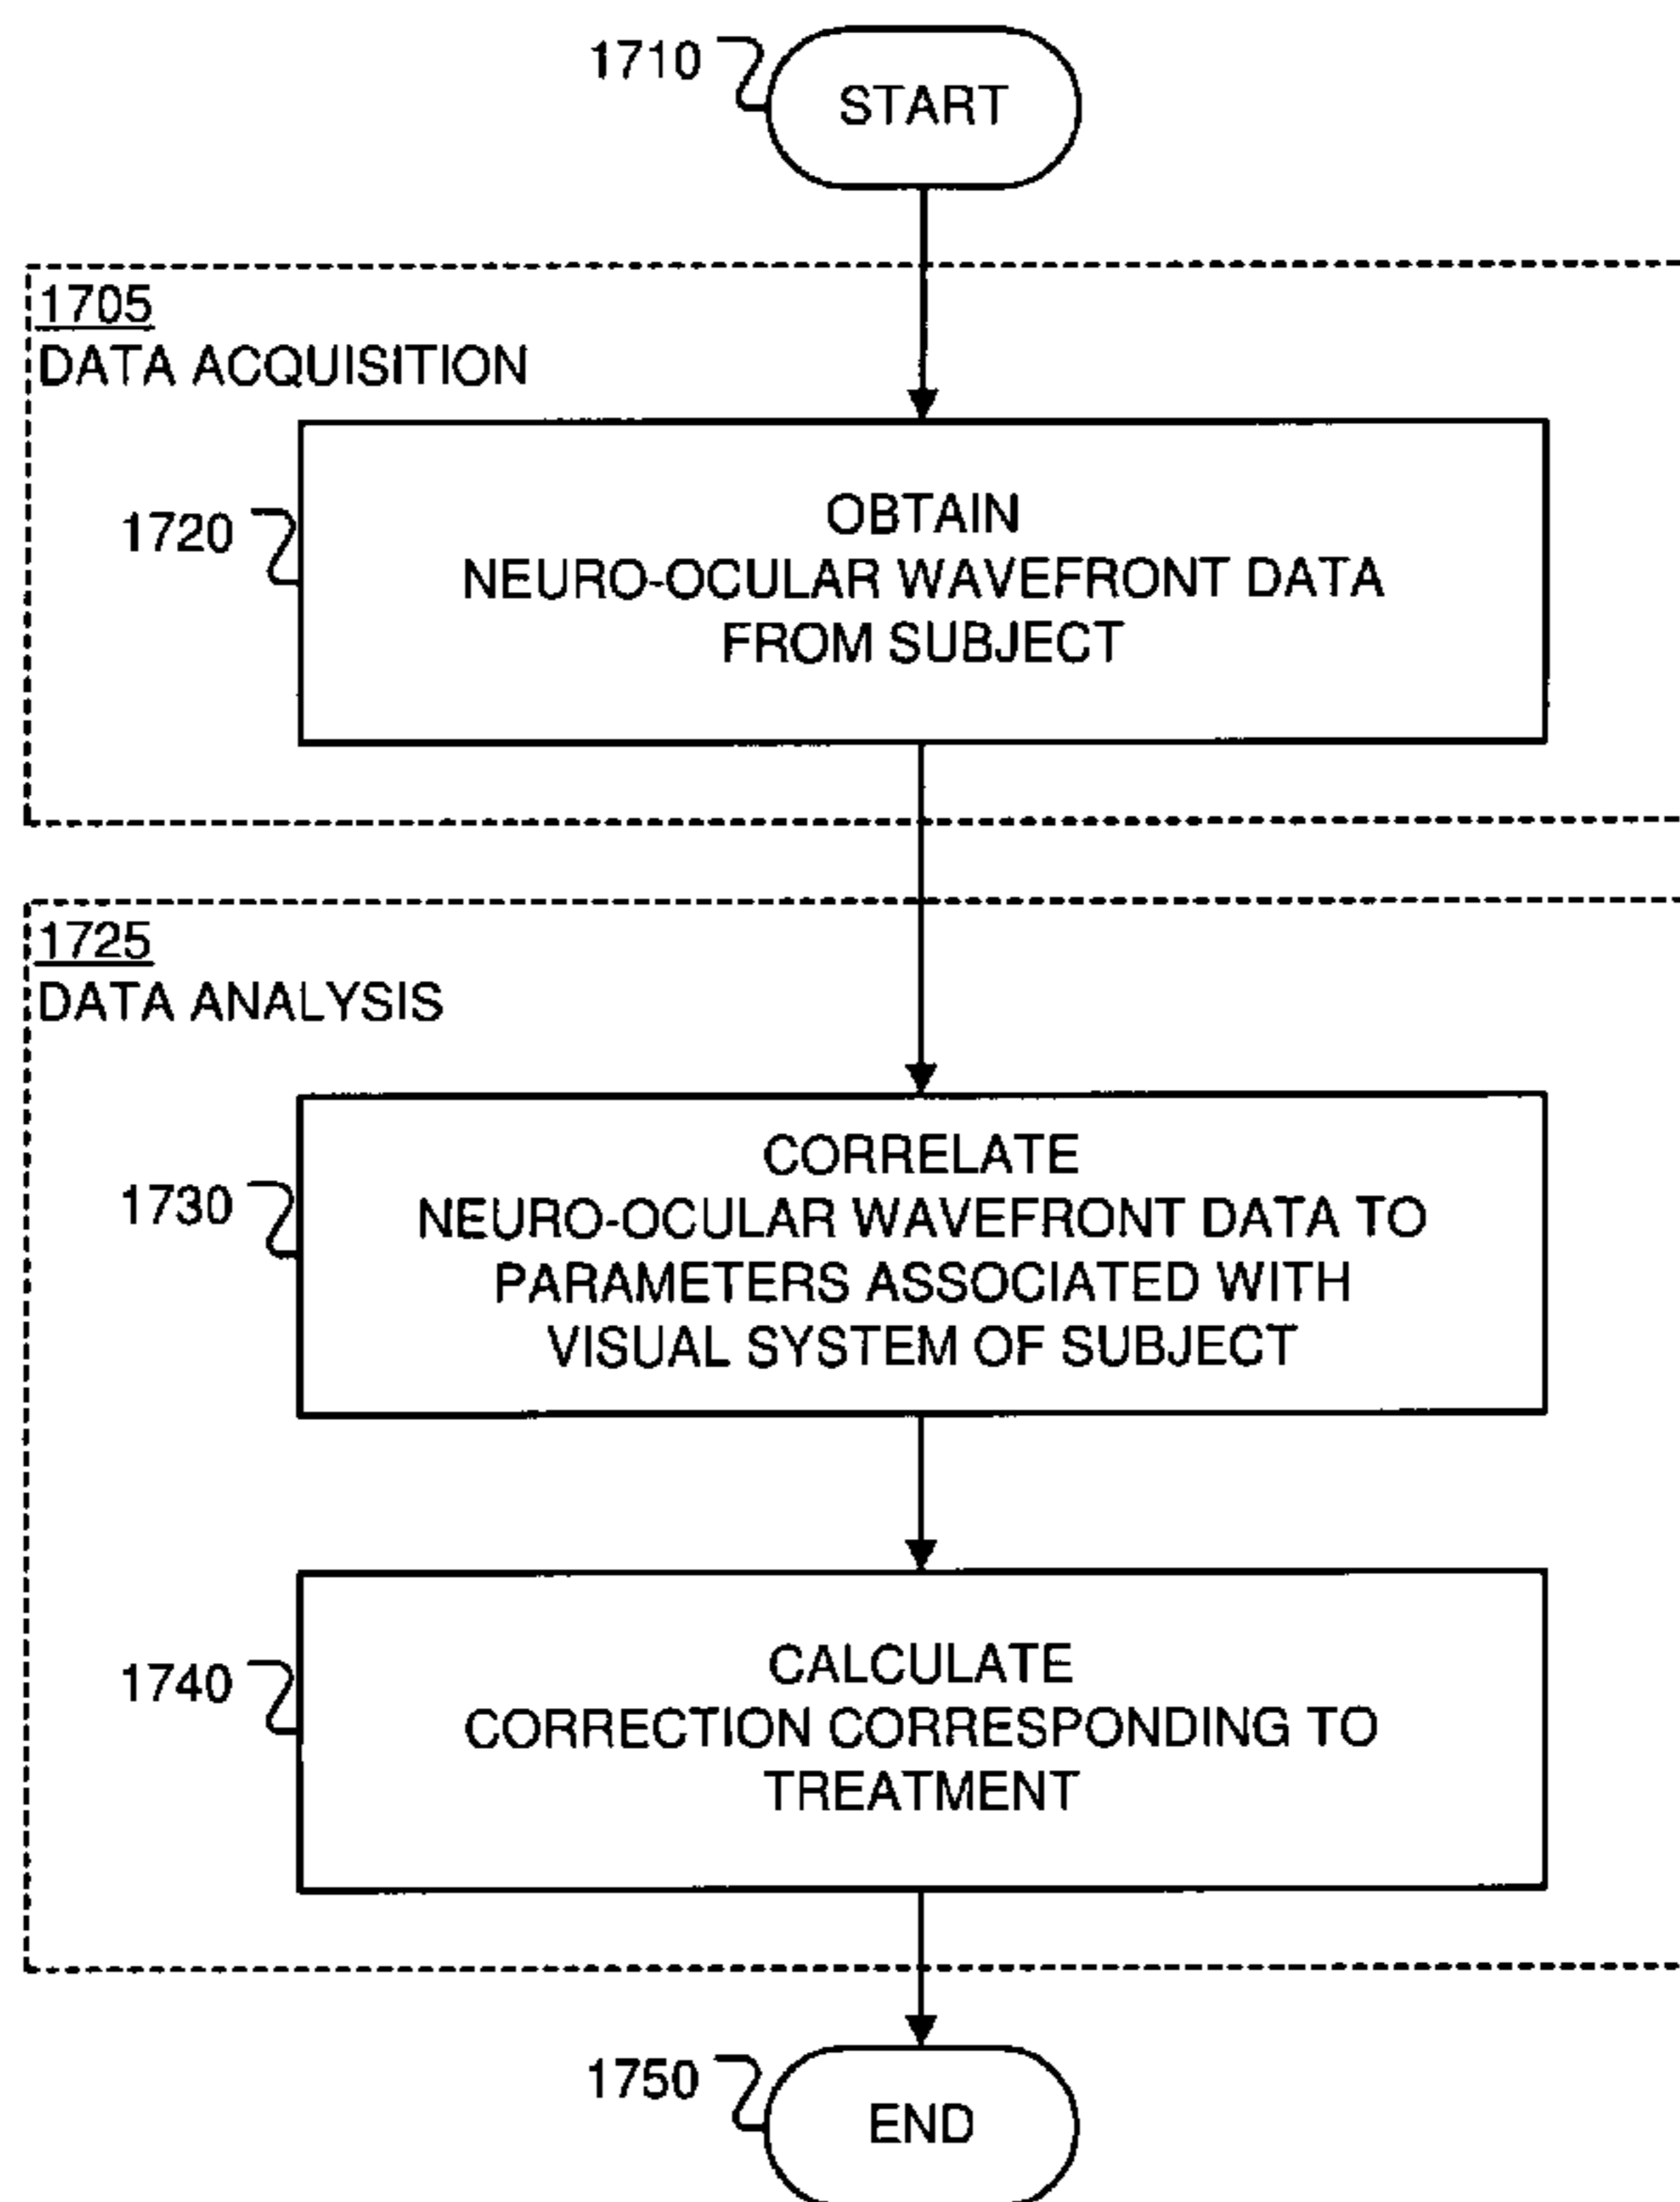 1710
START
1705
DATA ACQUISITION
1720
OBTAIN
NEURO-OCULAR WAVEFRONT DATA
FROM SUBJECT
1725
DATA ANALYSIS
1730
CORRELATE
NEURO-OCULAR WAVEFRONT DATA TO
PARAMETERS ASSOCIATED WITH
VISUAL SYSTEM OF SUBJECT
1740
CALCULATE
CORRECTION CORRESPONDING TO
TREATMENT
1750
END